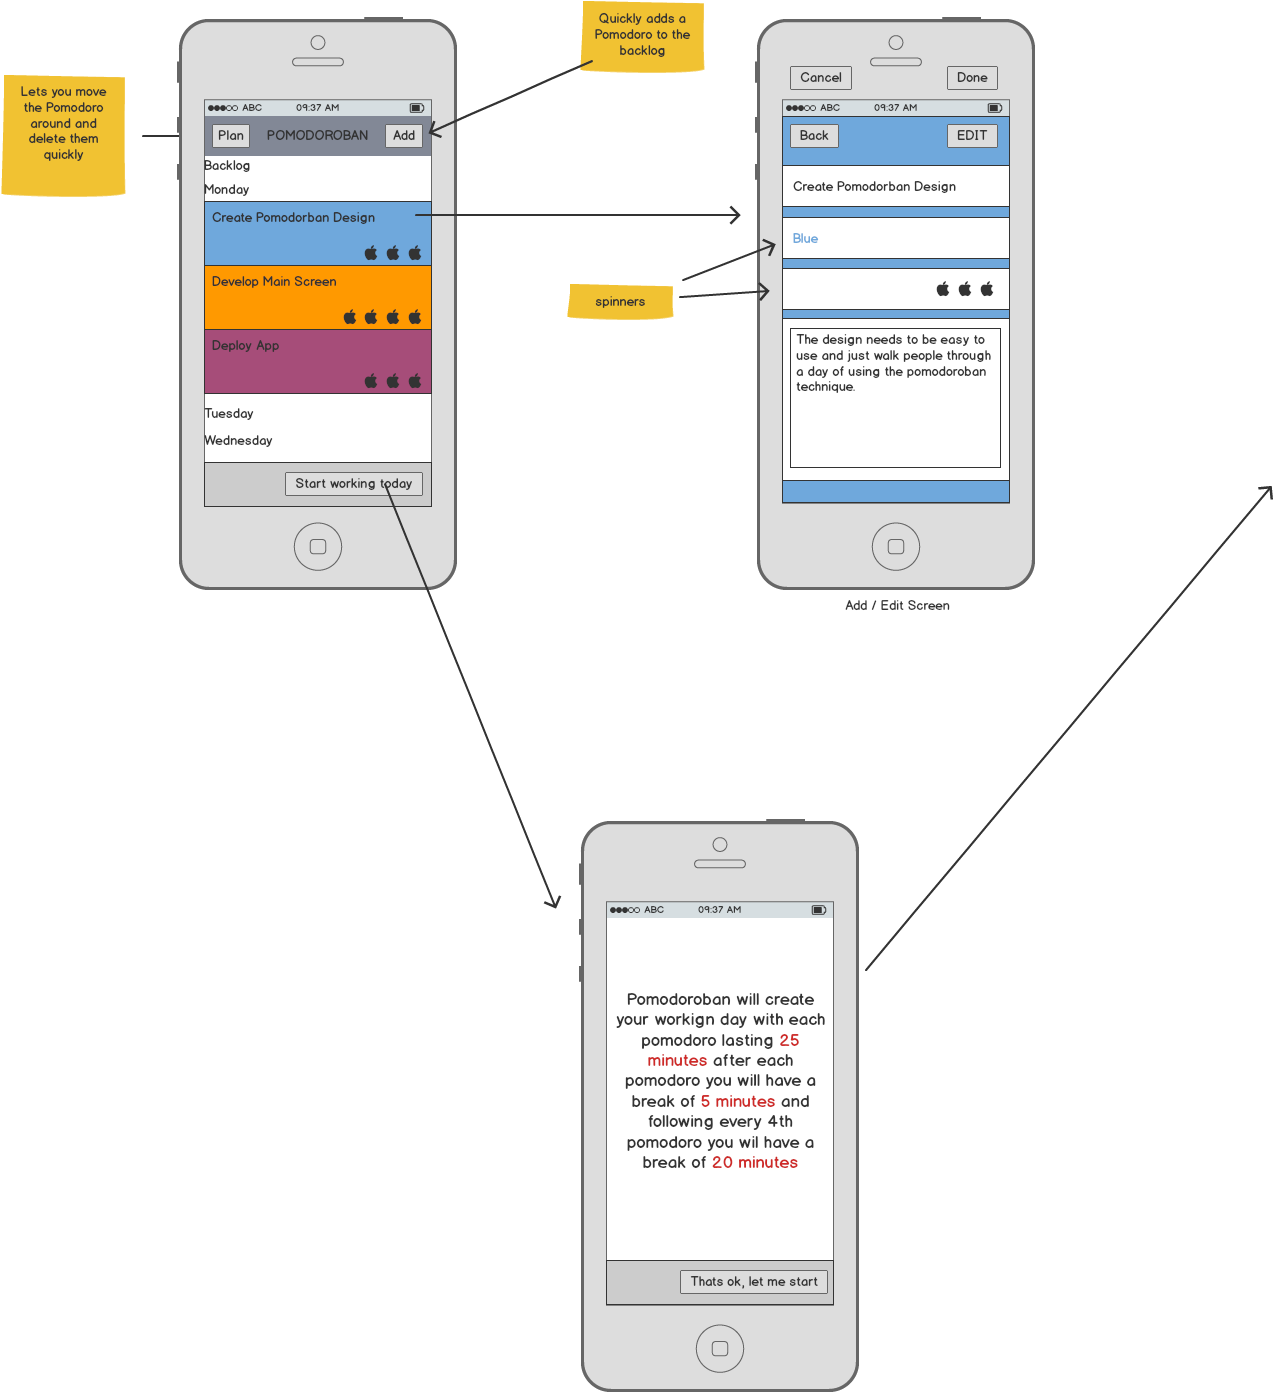 Lets you move
the Pomodoro
around and
delete them
quickly
Quickly adds a
Pomodoro to the
backlog
ABC 09:37 AM
Plan POMODOROBAN Add
Backlog
Monday
Create Pomodorban Design
Develop Main Screen
Deploy App
Tuesday
Wednesday
Start working today
spinners
Cancel Done
ABC 09:37 AM
Back EDIT
Create Pomodorban Design
Blue
The design needs to be easy to
use and just walk people through
a day of using the pomodoroban
technique.
Add / Edit Screen
ABC 09:37 AM
Pomodoroban will create
your workign day with each
pomodoro lasting 25
minutes after each
pomodoro you will have a
break of 5 minutes and
following every 4th
pomodoro you wil have a
break of 20 minutes
Thats ok, let me start